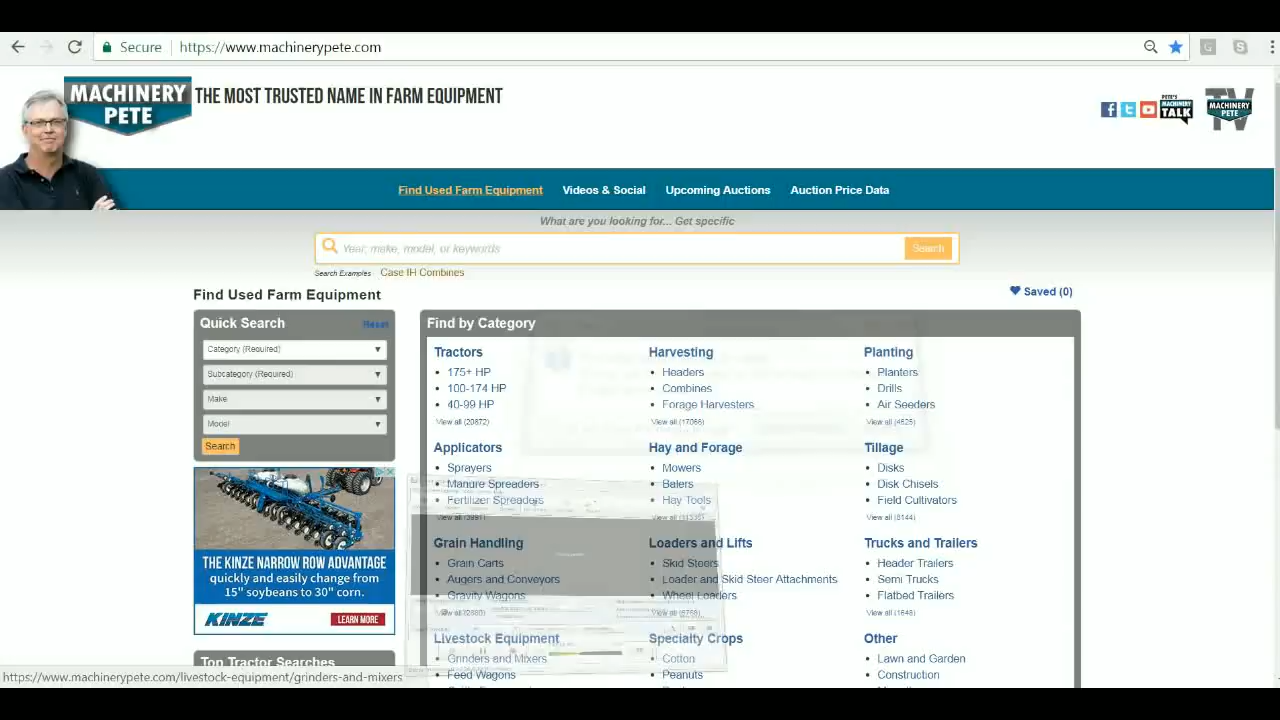 Secure
https://www.machinerypete.com
MACHINERY
PETE
THE MOST TRUSTED NAME IN FARM EQUIPMENT
PETE'S
MACHINERY
TALK
TV
MACHINERY
PETE
Find Used Farm Equipment
Videos & Social
Upcoming Auctions
Auction Price Data
What are you looking for... Get specific
Year, make, model, or keywords
Search
Search Examples
Case IH Combines
Find Used Farm Equipment
Saved (0)
Quick Search
Reset
Category (Required)
Subcategory (Required)
Make
Model
Search
THE KINZE NARROW ROW ADVANTAGE
quickly and easily change from
15" soybeans to 30" corn.
KINZE
LEARN MORE
Top Tractor Searches
Find by Category
Tractors
175+ HP
100-174 HP
40-99 HP
View all (20872)
Harvesting
Headers
Combines
Forage Harvesters
View all (17066)
Planting
Planters
Drills
Air Seeders
View all (4525)
Applicators
Sprayers
Manure Spreaders
Fertilizer Spreaders
View all (3991)
Hay and Forage
Mowers
Balers
Hay Tools
View all
Tillage
Disks
Disk Chisels
Field Cultivators
View all (8144)
Grain Handling
Grain Carts
Augers and Conveyors
Gravity Wagons
View all
Loaders and Lifts
Skid Steers
Loader and Skid Steer Attachments
Wheel Loaders
View all
Trucks and Trailers
Header Trailers
Semi Trucks
Flatbed Trailers
View all (1648)
Livestock Equipment
Grinders and Mixers
Feed Wagons
Specialty Crops
Cotton
Peanuts
Other
Lawn and Garden
Construction
https://www.machinerypete.com/livestock-equipment/grinders-and-mixers